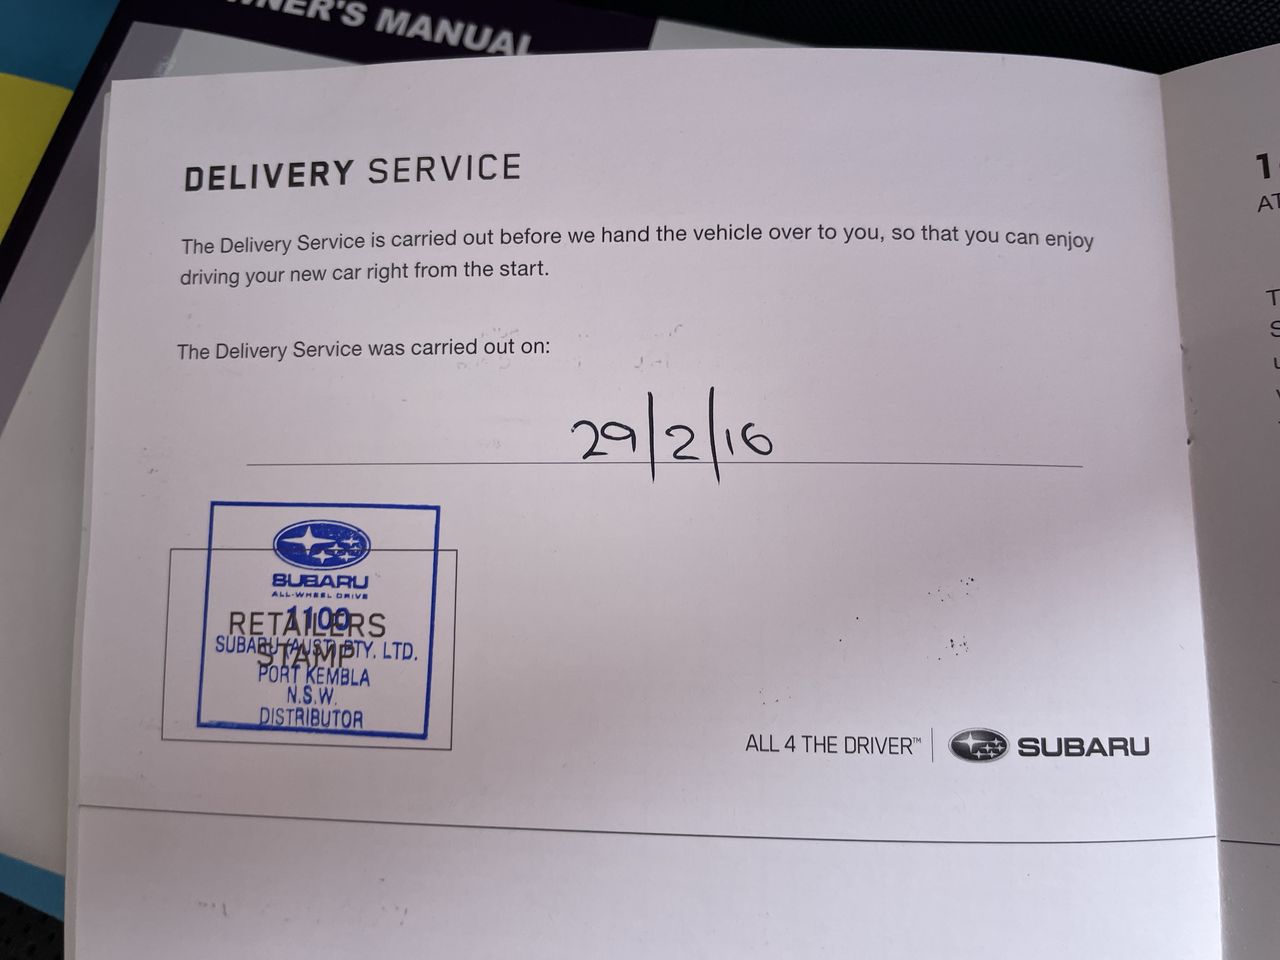 OWNER'S MANUAL
DELIVERY SERVICE
The Delivery Service is carried out before we hand the vehicle over to you, so that you can enjoy
driving your new car right from the start.
The Delivery Service was carried out on:
29/2/16
SUBARU
ALL-WHEEL DRIVE
1100
RETAILERS
SUBARU (AUST) PTY. LTD.
STAMP
PORT KEMBLA
N.S.W.
DISTRIBUTOR
ALL 4 THE DRIVER™ SUBARU